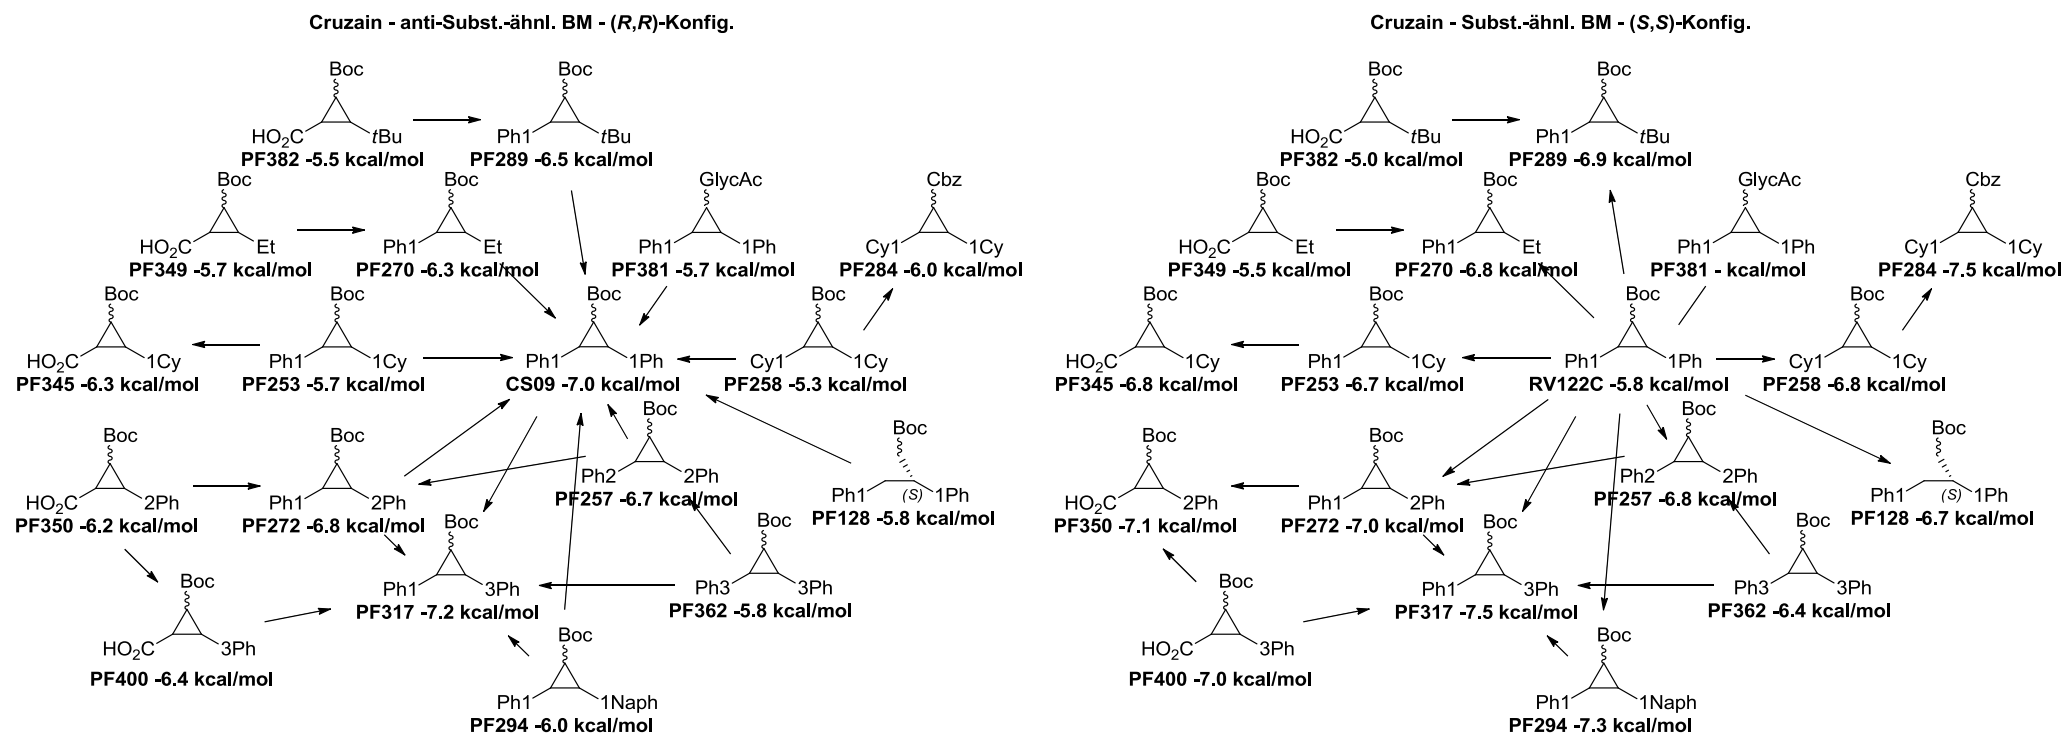 Cruzain - anti-Subst.-ähnl. BM - (R,R)-Konfig.
Boc
Boc
HO2C
tBu
Ph1
tBu
PF382 -5.5 kcal/mol
PF289 -6.5 kcal/mol
Boc
Boc
GlycAc
Cbz
HO2C
Et
Ph1
Et
Ph1
1Ph
Cy1
1Cy
PF349 -5.7 kcal/mol
PF270 -6.3 kcal/mol
PF381 -5.7 kcal/mol
PF284 -6.0 kcal/mol
Boc
Boc
Boc
Boc
HO2C
1Cy
Ph1
1Cy
Ph1
1Ph
Cy1
1Cy
PF345 -6.3 kcal/mol
PF253 -5.7 kcal/mol
CS09 -7.0 kcal/mol
PF258 -5.3 kcal/mol
Boc
Boc
Boc
Boc
HO2C
2Ph
Ph1
2Ph
Ph2
2Ph
Ph1
(S)
1Ph
PF350 -6.2 kcal/mol
PF272 -6.8 kcal/mol
PF257 -6.7 kcal/mol
PF128 -5.8 kcal/mol
Boc
Boc
Boc
HO2C
3Ph
Ph1
3Ph
Ph3
3Ph
PF400 -6.4 kcal/mol
PF317 -7.2 kcal/mol
PF362 -5.8 kcal/mol
Boc
Ph1
1Naph
PF294 -6.0 kcal/mol
Cruzain - Subst.-ähnl. BM - (S,S)-Konfig.
Boc
Boc
HO2C
tBu
Ph1
tBu
PF382 -5.0 kcal/mol
PF289 -6.9 kcal/mol
Boc
Boc
GlycAc
Cbz
HO2C
Et
Ph1
Et
Ph1
1Ph
Cy1
1Cy
PF349 -5.5 kcal/mol
PF270 -6.8 kcal/mol
PF381 - kcal/mol
PF284 -7.5 kcal/mol
Boc
Boc
Boc
Boc
HO2C
1Cy
Ph1
1Cy
Ph1
1Ph
Cy1
1Cy
PF345 -6.8 kcal/mol
PF253 -6.7 kcal/mol
RV122C -5.8 kcal/mol
PF258 -6.8 kcal/mol
Boc
Boc
Boc
Boc
HO2C
2Ph
Ph1
2Ph
Ph2
2Ph
Ph1
(S)
1Ph
PF350 -7.1 kcal/mol
PF272 -7.0 kcal/mol
PF257 -6.8 kcal/mol
PF128 -6.7 kcal/mol
Boc
Boc
Boc
HO2C
3Ph
Ph1
3Ph
Ph3
3Ph
PF400 -7.0 kcal/mol
PF317 -7.5 kcal/mol
PF362 -6.4 kcal/mol
Boc
Ph1
1Naph
PF294 -7.3 kcal/mol